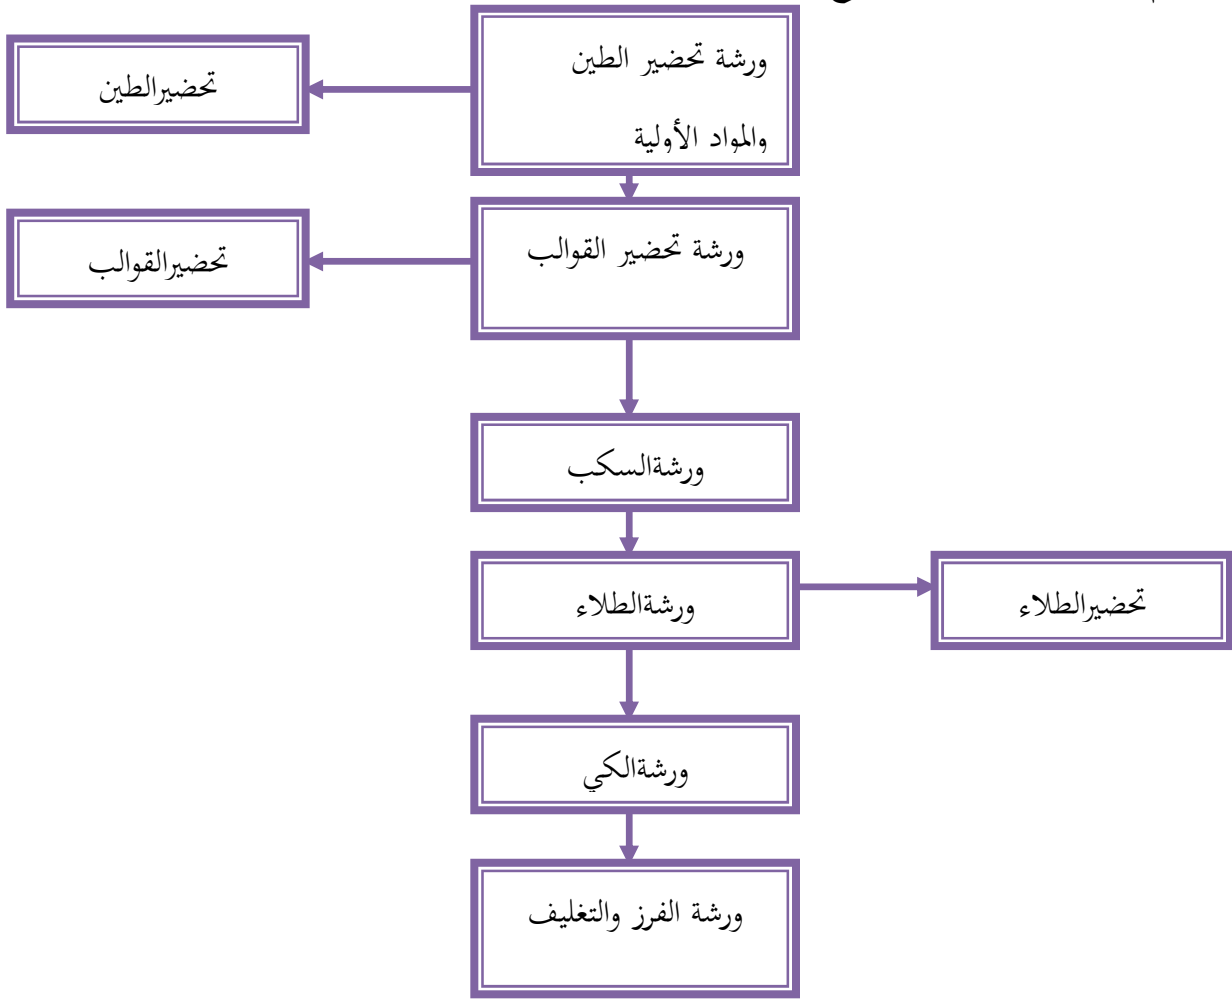 ورشة تحضير الطين
والمواد الأولية
تحضيرالطين
ورشة تحضير القوالب
تحضيرالقوالب
ورشةالسكب
ورشةالطلاء
تحضيرالطلاء
ورشةالكي
ورشة الفرز والتغليف